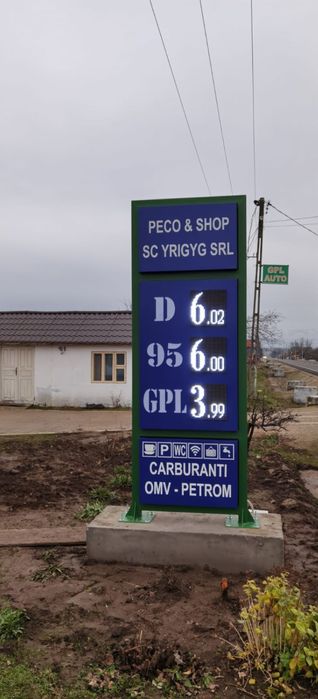 PECO & SHOP
SC YRIGYG SRL
GPL
AUTO
D 6.02
95 6.00
GPL 3.99
P WC
CARBURANTI
OMV - PETROM